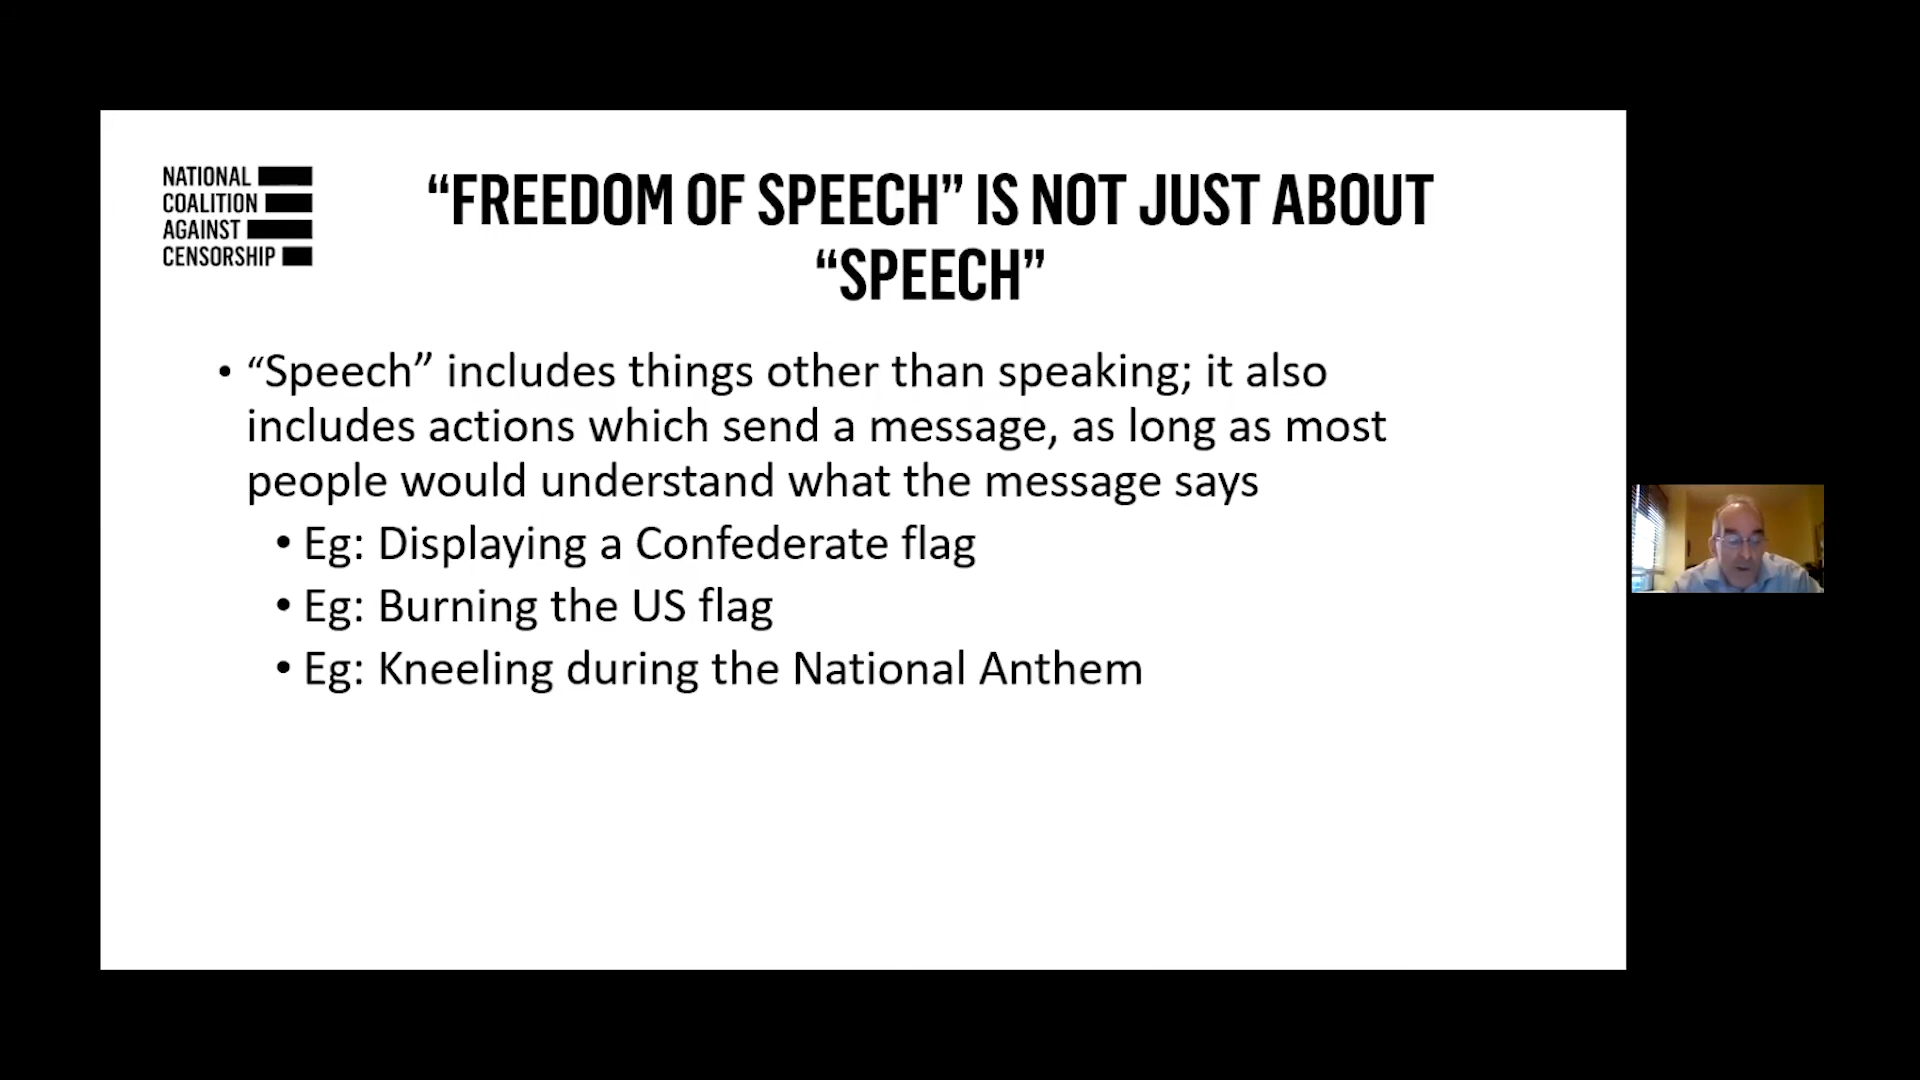 NATIONAL
COALITION
AGAINST
CENSORSHIP
“FREEDOM OF SPEECH” IS NOT JUST ABOUT
“SPEECH”
• “Speech” includes things other than speaking; it also
includes actions which send a message, as long as most
people would understand what the message says
• Eg: Displaying a Confederate flag
• Eg: Burning the US flag
• Eg: Kneeling during the National Anthem